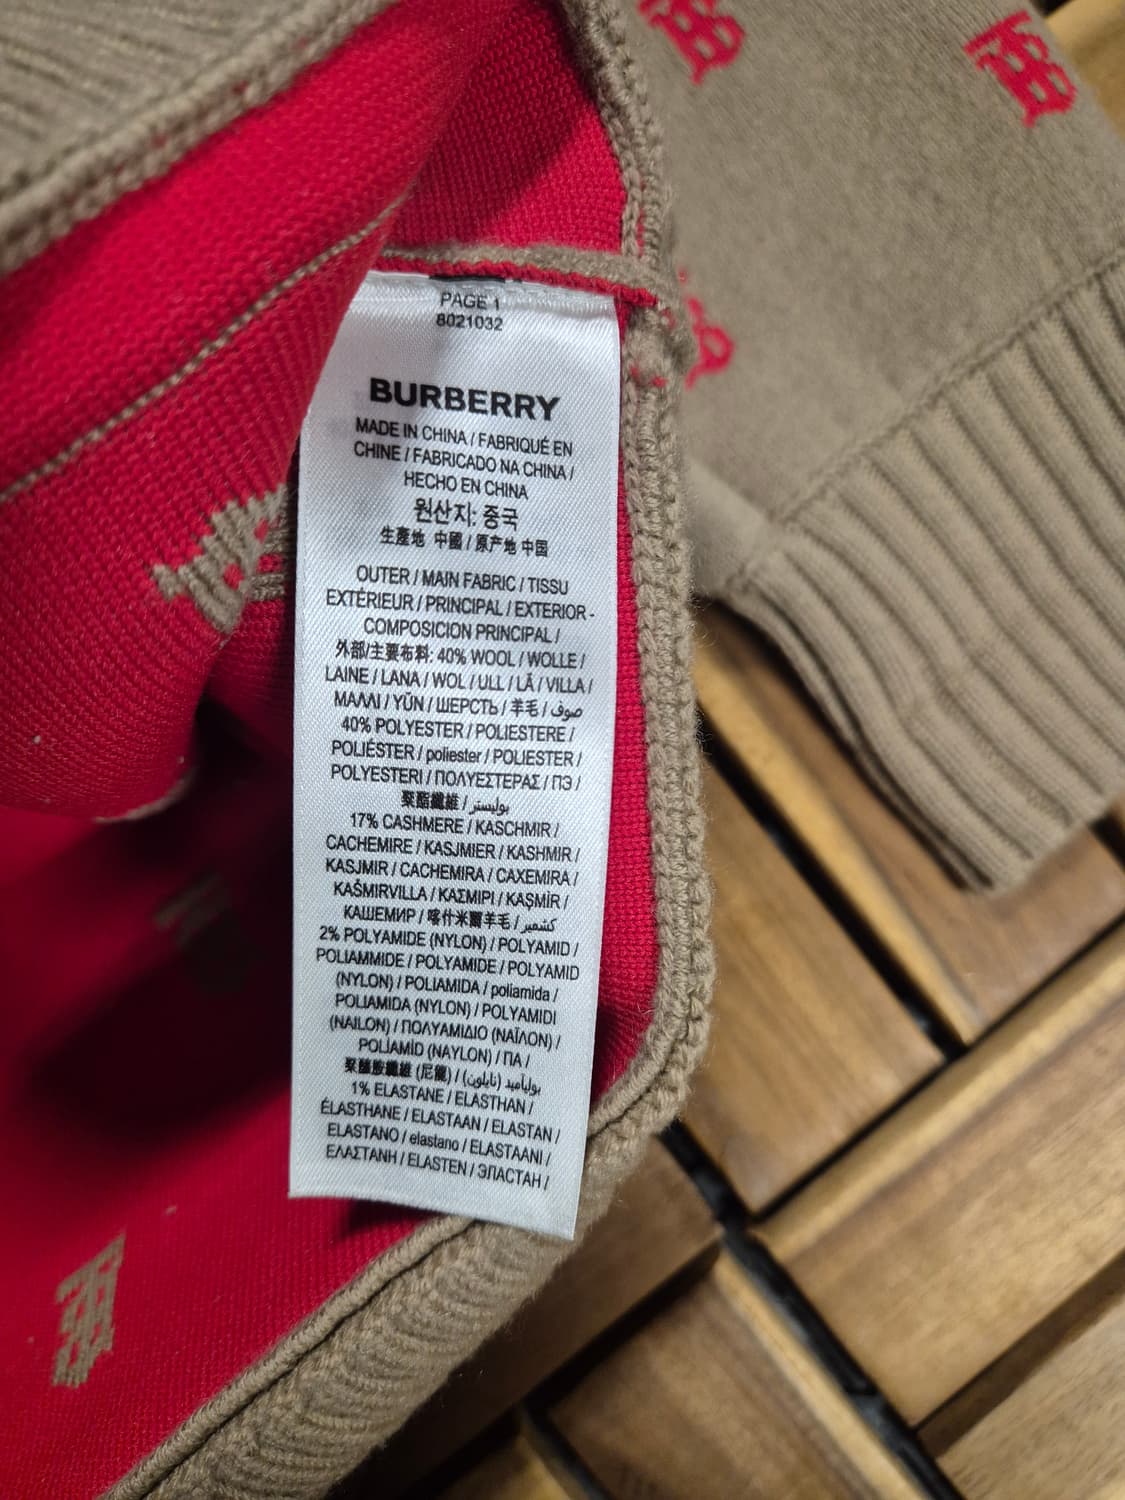 PAGE 1
8021032
BURBERRY
MADE IN CHINA / FABRIQUÉ EN
CHINE / FABRICADO NA CHINA /
HECHO EN CHINA
원산지: 중국
生產地 中國 / 原产地 中国
OUTER / MAIN FABRIC / TISSU
EXTÉRIEUR / PRINCIPAL / EXTERIOR -
COMPOSICION PRINCIPAL /
外部/主要布料: 40% WOOL / WOLLE /
LAINE / LANA / WOL / ULL / LÃ / VILLA /
ΜΑΛΛΙ / YÜN / ШЕРСТЬ / 羊毛 / صوف
40% POLYESTER / POLIESTERE /
POLIÉSTER / poliester / POLIESTER /
POLYESTERI / ΠΟΛΥΕΣΤΕΡΑΣ / ПЭ /
聚酯纖維 / بوليستر
17% CASHMERE / KASCHMIR /
CACHEMIRE / KASJMIER / KASHMIR /
KASJMIR / CACHEMIRA / CAXEMIRA /
KAŠMIRVILLA / ΚΑΣΜΙΡΙ / KAŞMİR /
КАШЕМИР / 喀什米爾羊毛 / كشمير
2% POLYAMIDE (NYLON) / POLYAMID /
POLIAMMIDE / POLYAMIDE / POLYAMID
(NYLON) / POLIAMIDA / poliamida /
POLIAMIDA (NYLON) / POLYAMIDI
(NAILON) / ΠΟΛΥΑΜΙΔΙΟ (ΝΑΪΛΟΝ) /
POLİAMİD (NAYLON) / ПА /
聚醯胺纖維 (尼龍) / بولياميد (نايلون)
1% ELASTANE / ELASTHAN /
ÉLASTHANE / ELASTAAN / ELASTAN /
ELASTANO / elastano / ELASTAANI /
ΕΛΑΣΤΑΝΗ / ELASTEN / ЭЛАСТАН /